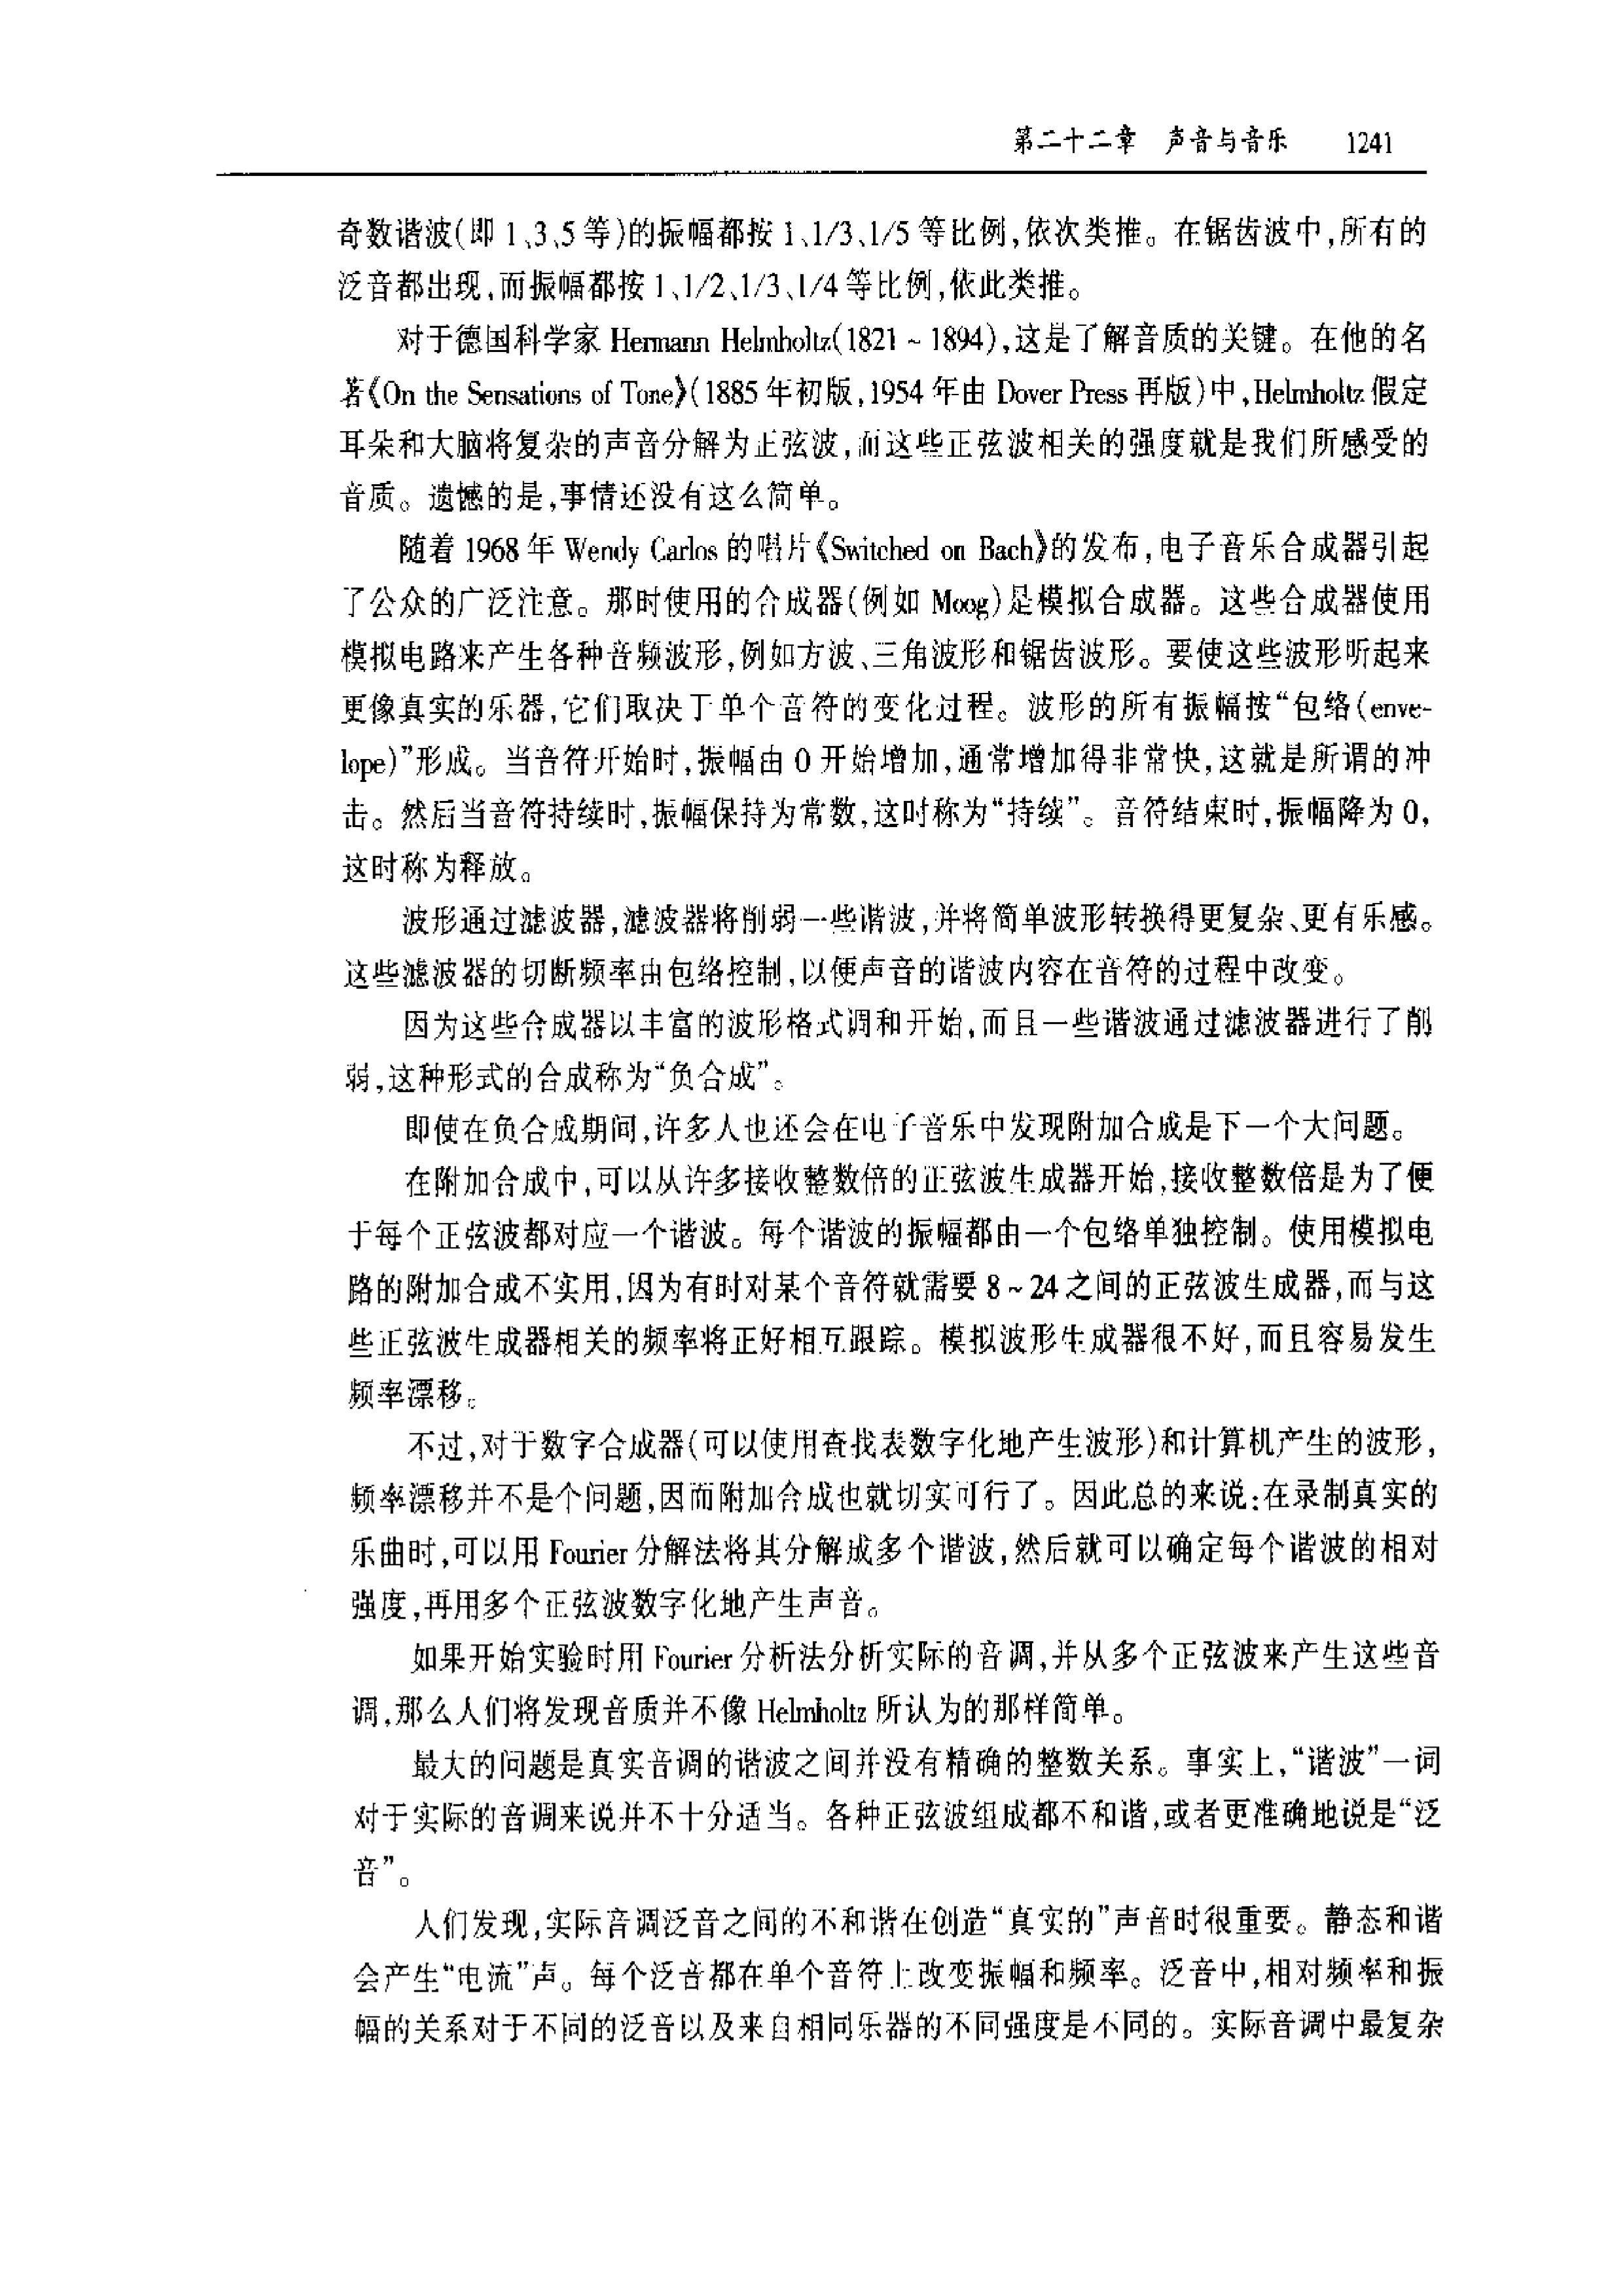 第二十二章 声音与音乐 1241
奇数谐波(即1、3、5等)的振幅都按1、1/3、1/5等比例,依次类推。在锯齿波中,所有的
泛音都出现,而振幅都按1、1/2、1/3、1/4等比例,依此类推。
对于德国科学家 Hermann Helmholtz(1821~1894),这是了解音质的关键。在他的名
著《On the Sensations of Tone》(1885年初版,1954年由 Dover Press 再版)中,Helmholtz 假定
耳朵和大脑将复杂的声音分解为正弦波,而这些正弦波相关的强度就是我们所感受的
音质。遗憾的是,事情还没有这么简单。
随着1968年 Wendy Carlos 的唱片《Switched on Bach》的发布,电子音乐合成器引起
了公众的广泛注意。那时使用的合成器(例如 Moog)是模拟合成器。这些合成器使用
模拟电路来产生各种音频波形,例如方波、三角波形和锯齿波形。要使这些波形听起来
更像真实的乐器,它们取决于单个音符的变化过程。波形的所有振幅按“包络(enve-
lope)”形成。当音符开始时,振幅由0开始增加,通常增加得非常快,这就是所谓的冲
击。然后当音符持续时,振幅保持为常数,这时称为“持续”。音符结束时,振幅降为0,
这时称为释放。
波形通过滤波器,滤波器将削弱一些谐波,并将简单波形转换得更复杂、更有乐感。
这些滤波器的切断频率由包络控制,以便声音的谐波内容在音符的过程中改变。
因为这些合成器以丰富的波形格式调和开始,而且一些谐波通过滤波器进行了削
弱,这种形式的合成称为“负合成”。
即使在负合成期间,许多人也还会在电子音乐中发现附加合成是下一个大问题。
在附加合成中,可以从许多接收整数倍的正弦波生成器开始,接收整数倍是为了便
于每个正弦波都对应一个谐波。每个谐波的振幅都由一个包络单独控制。使用模拟电
路的附加合成不实用,因为有时对某个音符就需要8~24之间的正弦波生成器,而与这
些正弦波生成器相关的频率将正好相互跟踪。模拟波形生成器很不好,而且容易发生
频率漂移。
不过,对于数字合成器(可以使用查找表数字化地产生波形)和计算机产生的波形,
频率漂移并不是个问题,因而附加合成也就切实可行了。因此总的来说:在录制真实的
乐曲时,可以用 Fourier 分解法将其分解成多个谐波,然后就可以确定每个谐波的相对
强度,再用多个正弦波数字化地产生声音。
如果开始实验时用 Fourier 分析法分析实际的音调,并从多个正弦波来产生这些音
调,那么人们将发现音质并不像 Helmholtz 所认为的那样简单。
最大的问题是真实音调的谐波之间并没有精确的整数关系。事实上,“谐波”一词
对于实际的音调来说并不十分适当。各种正弦波组成都不和谐,或者更准确地说是“泛
音”。
人们发现,实际音调泛音之间的不和谐在创造“真实的”声音时很重要。静态和谐
会产生“电流”声。每个泛音都在单个音符上改变振幅和频率。泛音中,相对频率和振
幅的关系对于不同的泛音以及来自相同乐器的不同强度是不同的。实际音调中最复杂